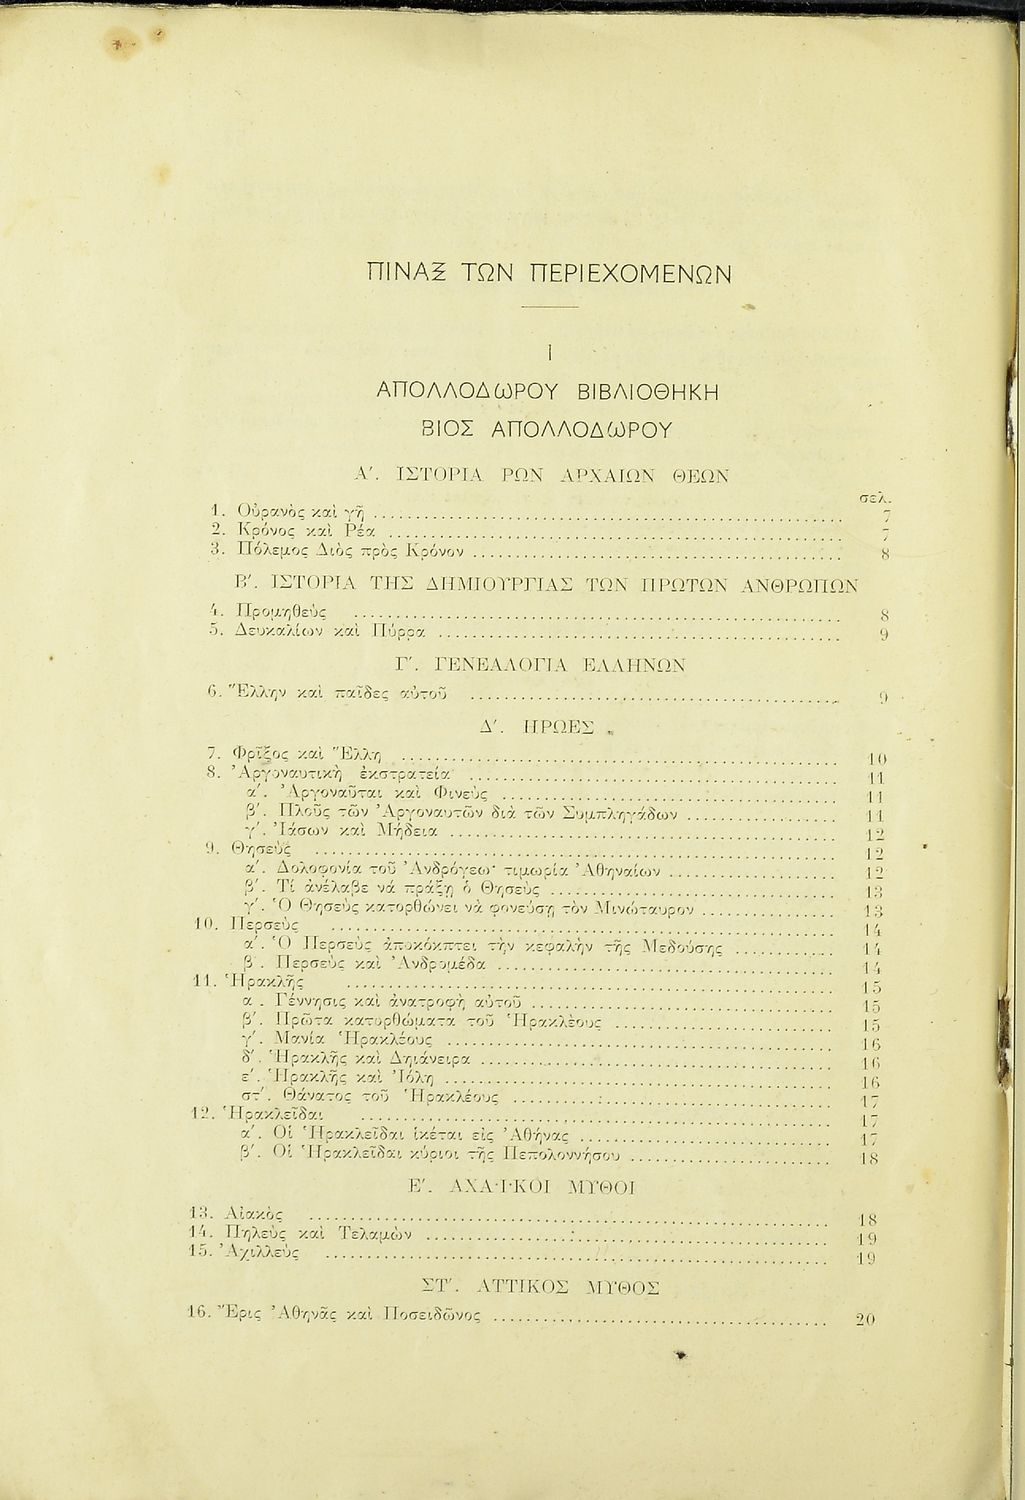 ΠΙΝΑΞ ΤΩΝ ΠΕΡΙΕΧΟΜΕΝΩΝ
Ι
ΑΠΟΛΛΟΔΩΡΟΥ ΒΙΒΛΙΟΘΗΚΗ
ΒΙΟΣ ΑΠΟΛΛΟΔΩΡΟΥ
Α΄. ΙΣΤΟΡΙΑ ΡΩΝ ΑΡΧΑΙΩΝ ΘΕΩΝ
σελ.
1. Οὐρανὸς καὶ γῆ 7
2. Κρόνος καὶ Ρέα 7
3. Πόλεμος Διὸς πρὸς Κρόνον 8
Β΄. ΙΣΤΟΡΙΑ ΤΗΣ ΔΗΜΙΟΥΡΓΙΑΣ ΤΩΝ ΠΡΩΤΩΝ ΑΝΘΡΩΠΩΝ
4. Προμηθεὺς 8
5. Δευκαλίων καὶ Πύρρα 9
Γ΄. ΓΕΝΕΑΛΟΓΙΑ ΕΛΛΗΝΩΝ
6. Ἕλλην καὶ παῖδες αὐτοῦ 9
Δ΄. ΗΡΩΕΣ
7. Φρῖξος καὶ Ἕλλη 10
8. Ἀργοναυτικὴ ἐκστρατεία 11
α΄. Ἀργοναῦται καὶ Φινεὺς 11
β΄. Πλοῦς τῶν Ἀργοναυτῶν διὰ τῶν Συμπληγάδων 11
γ΄. Ἰάσων καὶ Μήδεια 12
9. Θησεὺς 12
α΄. Δολοφονία τοῦ Ἀνδρόγεω· τιμωρία Ἀθηναίων 12
β΄. Τί ἀνέλαβε νά πράξῃ ὁ Θησεὺς 13
γ΄. Ὁ Θησεὺς κατορθώνει νὰ φονεύσῃ τὸν Μινώταυρον 13
10. Περσεὺς 14
α΄. Ὁ Περσεὺς ἀποκόπτει τὴν κεφαλὴν τῆς Μεδούσης 14
β΄. Περσεὺς καὶ Ἀνδρομέδα 14
11. Ἡρακλῆς 15
α . Γέννησις καὶ ἀνατροφὴ αὐτοῦ 15
β΄. Πρῶτα κατορθώματα τοῦ Ἡρακλέους 15
γ΄. Μανία Ἡρακλέους 16
δ΄. Ἡρακλῆς καὶ Δηιάνειρα 16
ε΄. Ἡρακλῆς καὶ Ἰόλη 16
στ΄. Θάνατος τοῦ Ἡρακλέους 17
12. Ἡρακλεῖδαι 17
α΄. Οἱ Ἡρακλεῖδαι ἱκέται εἰς Ἀθήνας 17
β΄. Οἱ Ἡρακλεῖδαι κύριοι τῆς Πεπολοννήσου 18
Ε΄. ΑΧΑ·Ι·ΚΟΙ ΜΥΘΟΙ
13. Αἰακὸς 18
14. Πηλεὺς καὶ Τελαμὼν 19
15. Ἀχιλλεὺς 19
ΣΤ΄. ΑΤΤΙΚΟΣ ΜΥΘΟΣ
16. Ἔρις Ἀθηνᾶς καὶ Ποσειδῶνος 20